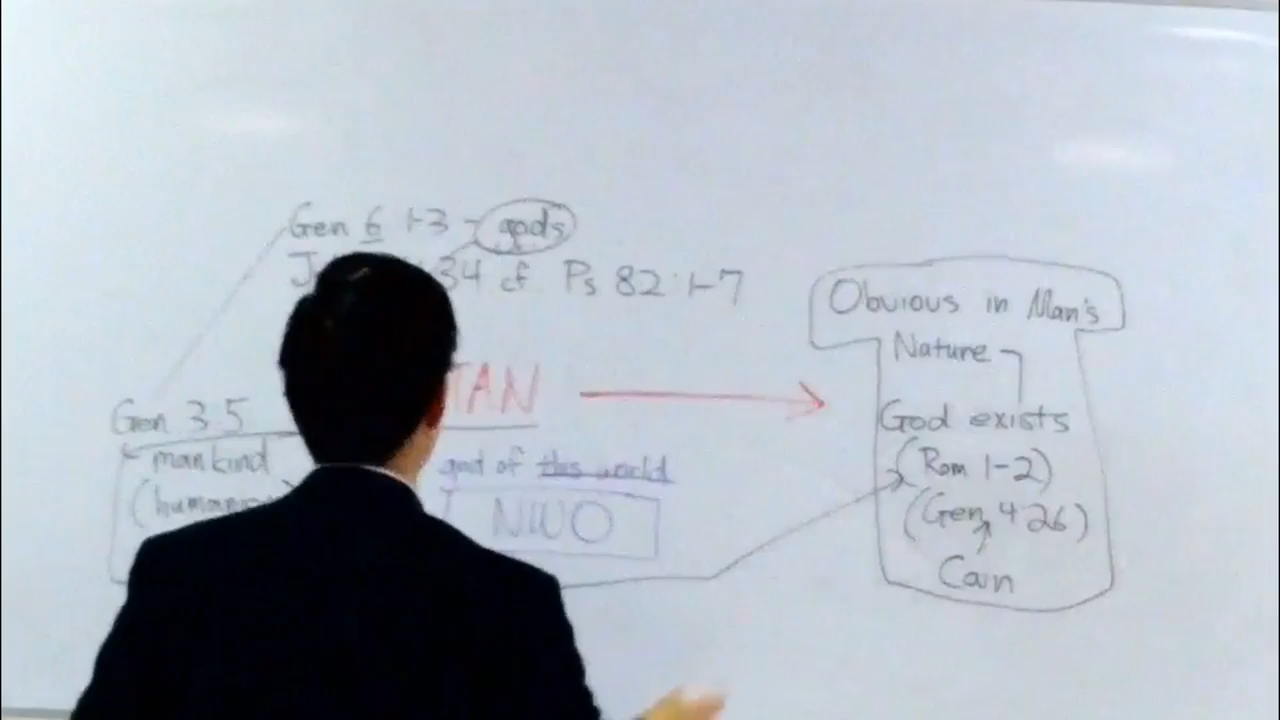 Gen 6 1-3 - gods
34 cf. Ps 82:1-7
Gen 3 5
mankind
TAN
god of this world
NWO
Obvious in Man's
Nature
God exists
(Rom 1-2)
(Gen 4 26)
Cain